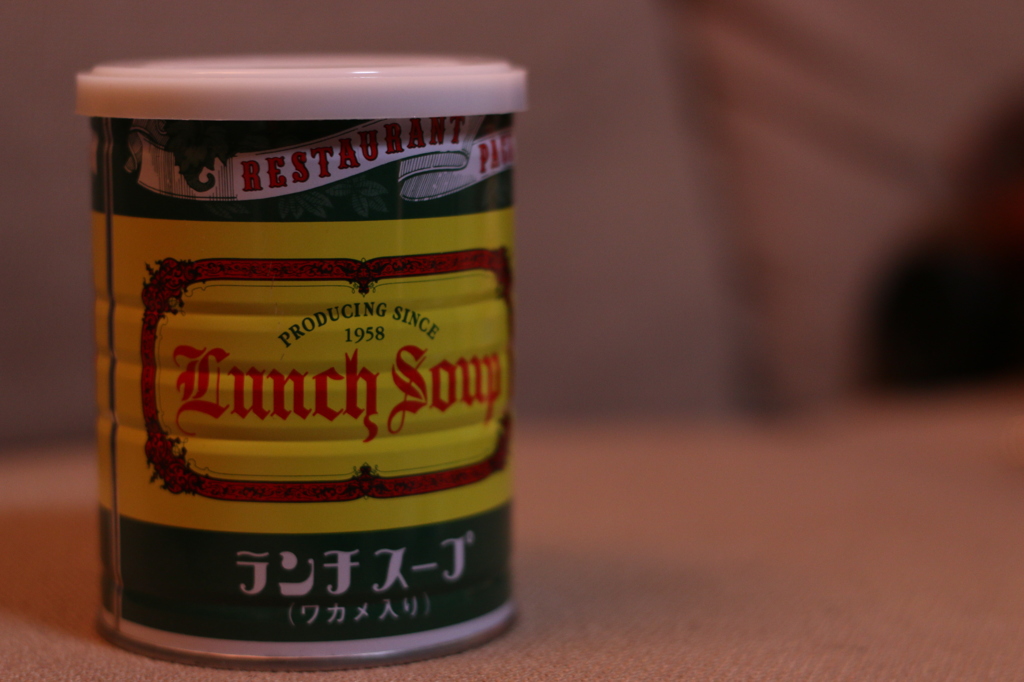 RESTAURANT
PRODUCING SINCE
1958
Lunch Soup
ランチ スープ
(ワカメ入り)